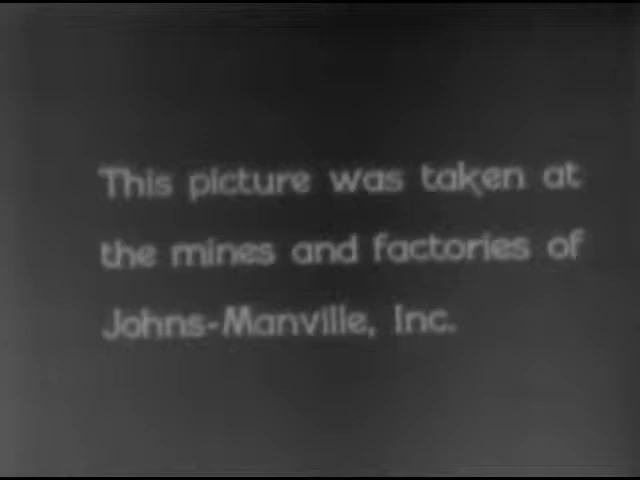 This picture was taken at
the mines and factories of
Johns-Manville, Inc.